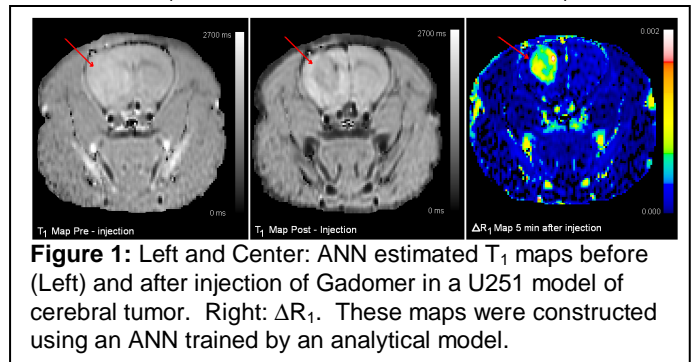 2700 ms
2700 ms
0.002
0 ms
0 ms
0.000
T1 Map Pre - injection
T1 Map Post - Injection
ΔR1 Map 5 min after injection
Figure 1: Left and Center: ANN estimated T1 maps before
(Left) and after injection of Gadomer in a U251 model of
cerebral tumor. Right: ΔR1. These maps were constructed
using an ANN trained by an analytical model.